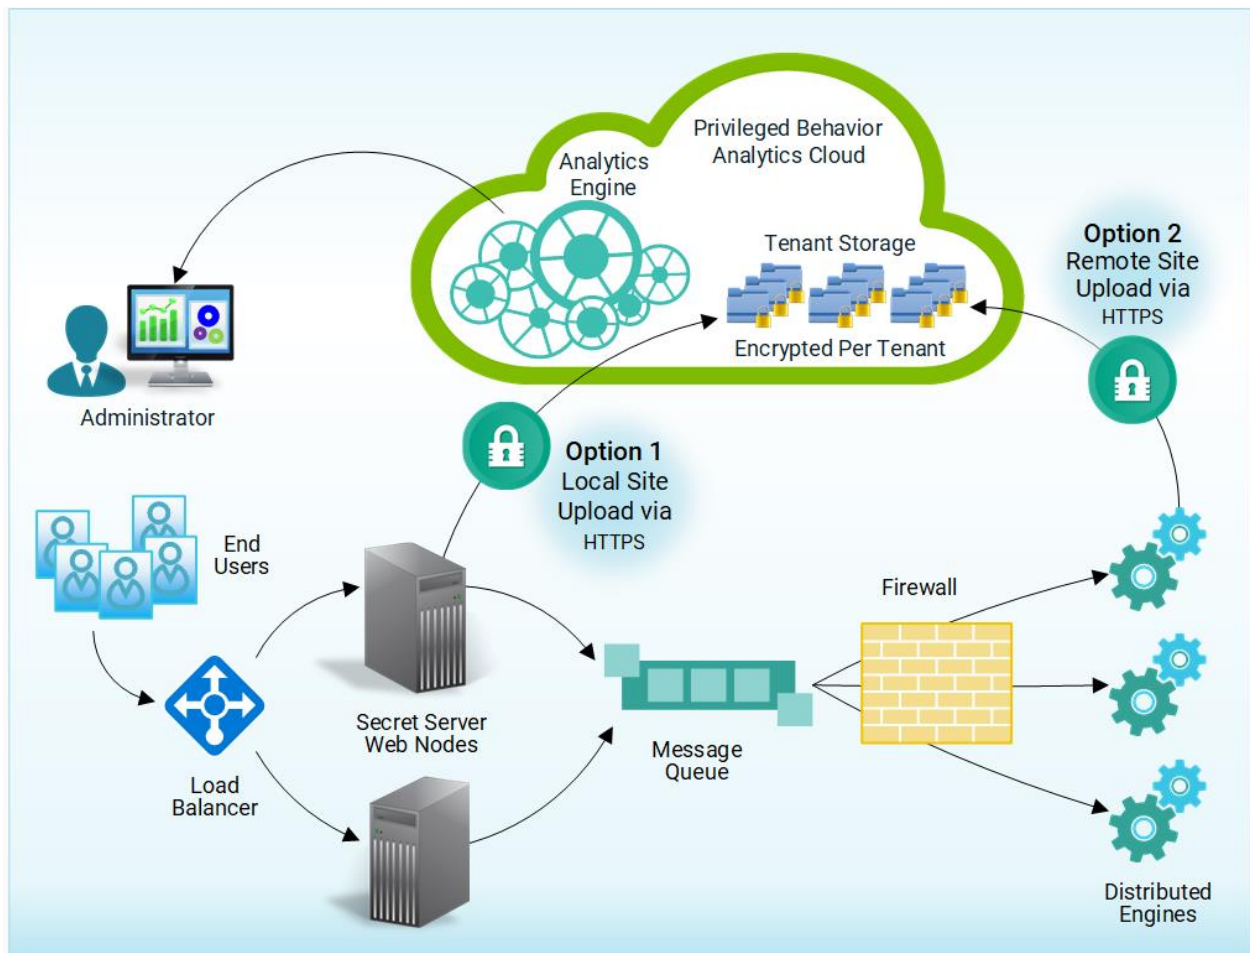 Privileged Behavior
Analytics Cloud
Analytics
Engine
Tenant Storage
Encrypted Per Tenant
Option 2
Remote Site
Upload via
HTTPS
Administrator
Option 1
Local Site
Upload via
HTTPS
End
Users
Firewall
Secret Server
Web Nodes
Message
Queue
Load
Balancer
Distributed
Engines